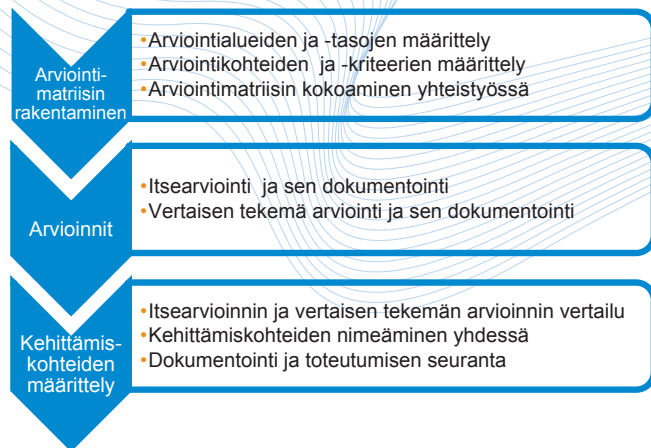 Arviointi-
matriisin
rakentaminen
•Arviointialueiden ja -tasojen määrittely
•Arviointikohteiden ja -kriteerien määrittely
•Arviointimatriisin kokoaminen yhteistyössä
Arvioinnit
•Itsearviointi ja sen dokumentointi
•Vertaisen tekemä arviointi ja sen dokumentointi
Kehittämis-
kohteiden
määrittely
•Itsearvioinnin ja vertaisen tekemän arvioinnin vertailu
•Kehittämiskohteiden nimeäminen yhdessä
•Dokumentointi ja toteutumisen seuranta